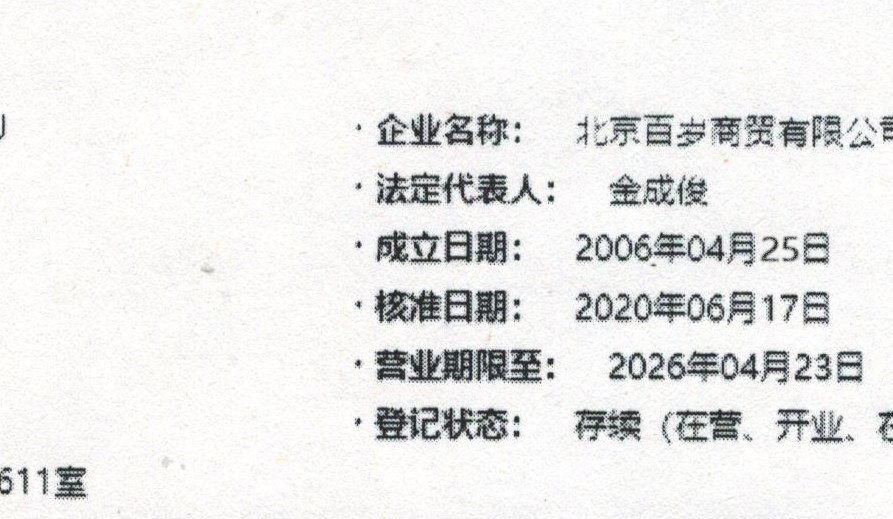 · 企业名称： 北京百岁商贸有限公司
· 法定代表人： 金成俊
· 成立日期： 2006年04月25日
· 核准日期： 2020年06月17日
· 营业期限至： 2026年04月23日
· 登记状态： 存续（在营、开业、在
611室